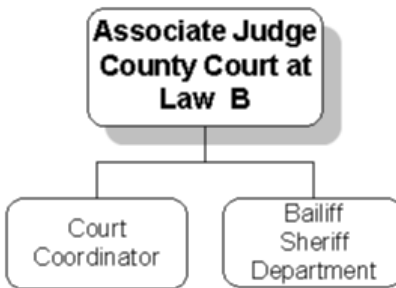 Associate Judge
County Court at
Law B
Court
Coordinator
Bailiff
Sheriff
Department